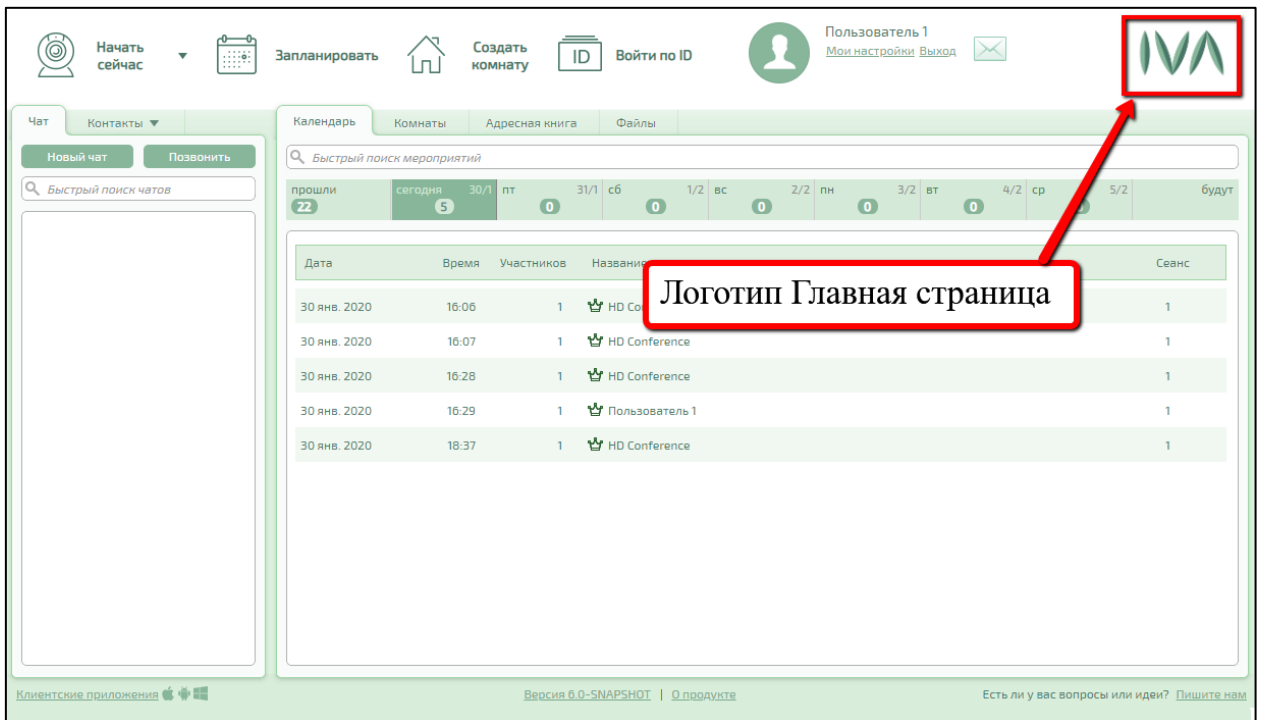 Начать
сейчас
Запланировать
Создать
комнату
ID
Войти по ID
Пользователь 1
Мои настройки Выход
IVA
Чат
Контакты
Календарь
Комнаты
Адресная книга
Файлы
Новый чат
Позвонить
Быстрый поиск мероприятий
Быстрый поиск чатов
прошли
22
сегодня 30/1
5
пт 31/1
0
сб 1/2
0
вс 2/2
0
пн 3/2
0
вт 4/2
0
ср 5/2
будут
Дата Время Участников Название Сеанс
Логотип Главная страница
30 янв. 2020 16:06 1 HD 1
30 янв. 2020 16:07 1 HD Conference 1
30 янв. 2020 16:28 1 HD Conference 1
30 янв. 2020 16:29 1 Пользователь 1 1
30 янв. 2020 18:37 1 HD Conference 1
Клиентские приложения
Версия 6.0-SNAPSHOT | О продукте
Есть ли у вас вопросы или идеи? Пишите нам